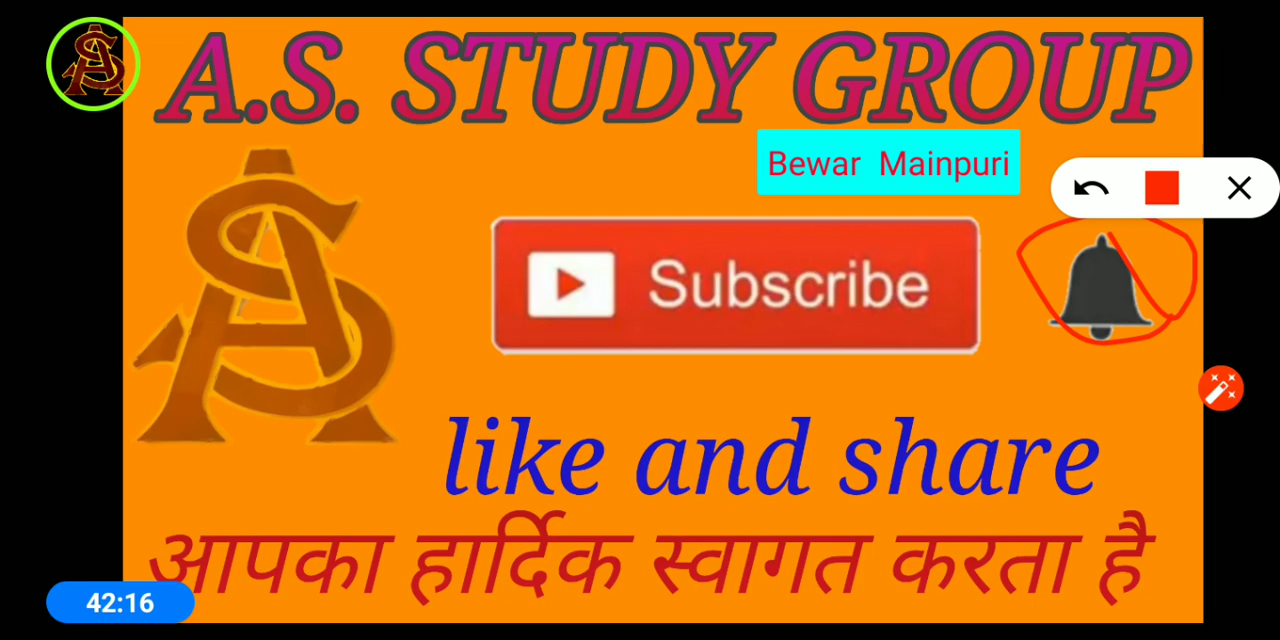 A.S. STUDY GROUP
Bewar Mainpuri
Subscribe
like and share
आपका हार्दिक स्वागत करता है
42:16